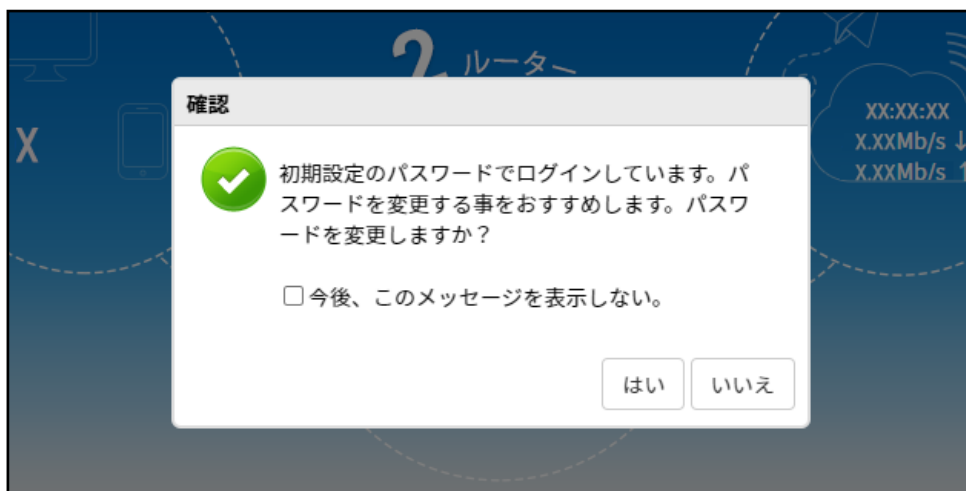 2 ルーター
確認
X
XX:XX:XX
X.XXMb/s ↓
X.XXMb/s ↑
初期設定のパスワードでログインしています。パ
スワードを変更する事をおすすめします。パスワ
ードを変更しますか？
今後、このメッセージを表示しない。
はい
いいえ